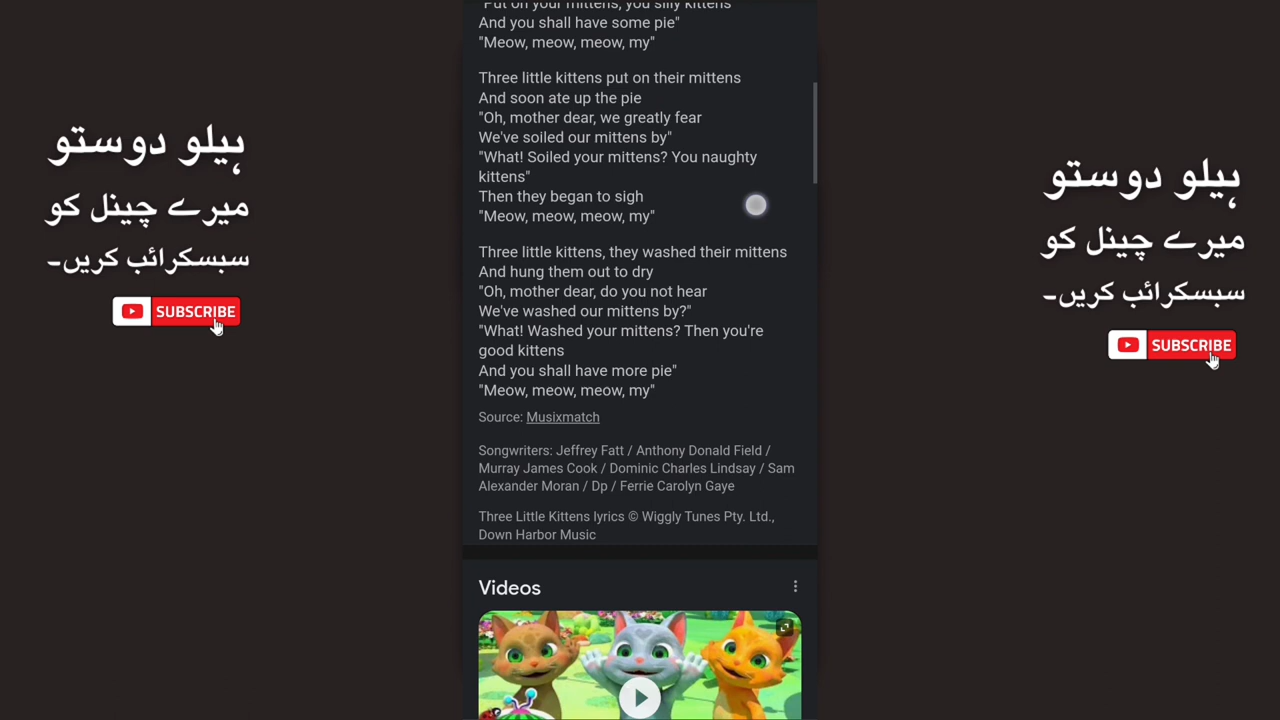 "Put on your mittens, you silly kittens
And you shall have some pie"
"Meow, meow, meow, my"
Three little kittens put on their mittens
And soon ate up the pie
"Oh, mother dear, we greatly fear
We've soiled our mittens by"
"What! Soiled your mittens? You naughty
kittens"
Then they began to sigh
"Meow, meow, meow, my"
Three little kittens, they washed their mittens
And hung them out to dry
"Oh, mother dear, do you not hear
We've washed our mittens by?"
"What! Washed your mittens? Then you're
good kittens
And you shall have more pie"
"Meow, meow, meow, my"
Source: Musixmatch
Songwriters: Jeffrey Fatt / Anthony Donald Field /
Murray James Cook / Dominic Charles Lindsay / Sam
Alexander Moran / Dp / Ferrie Carolyn Gaye
Three Little Kittens lyrics © Wiggly Tunes Pty. Ltd.,
Down Harbor Music
Videos
ہیلو دوستو
میرے چینل کو
سبسکرائب کریں۔
SUBSCRIBE
ہیلو دوستو
میرے چینل کو
سبسکرائب کریں۔
SUBSCRIBE